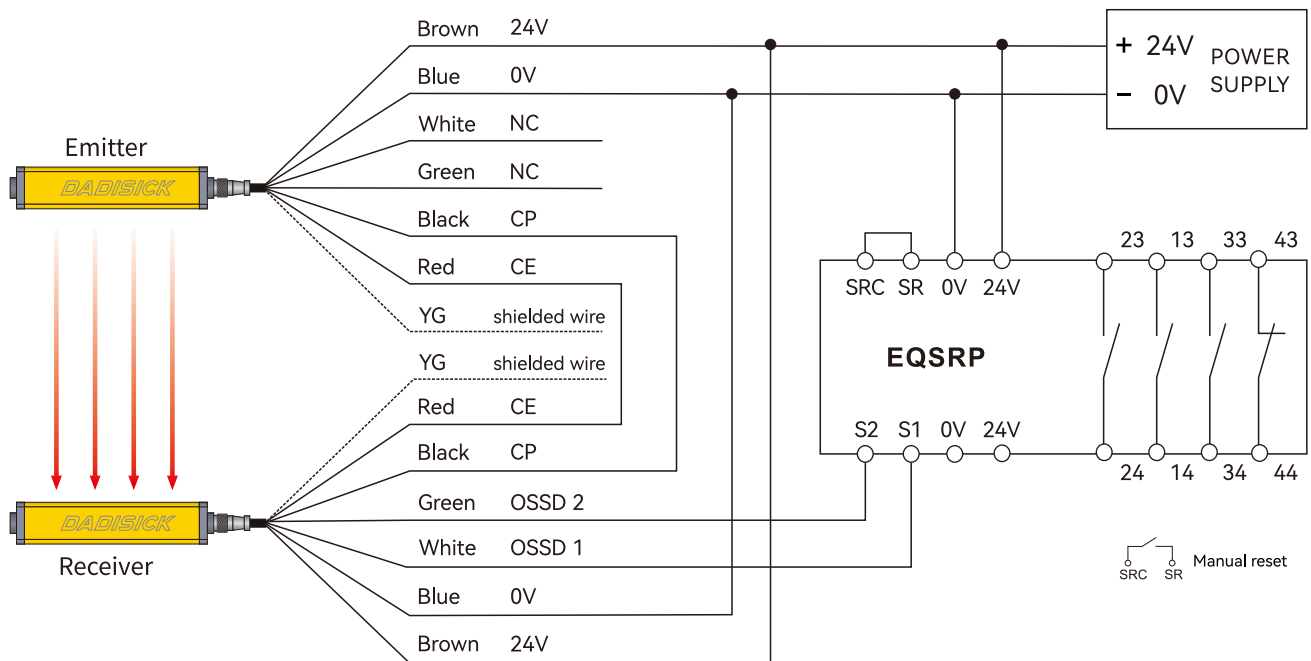 Brown 24V
Blue 0V
White NC
Green NC
Black CP
Red CE
YG shielded wire
YG shielded wire
Red CE
Black CP
Green OSSD 2
White OSSD 1
Blue 0V
Brown 24V
Emitter
DADISICK
DADISICK
Receiver
+ 24V
- 0V
POWER
SUPPLY
23 13 33 43
SRC SR 0V 24V
EQSRP
S2 S1 0V 24V
24 14 34 44
SRC SR Manual reset